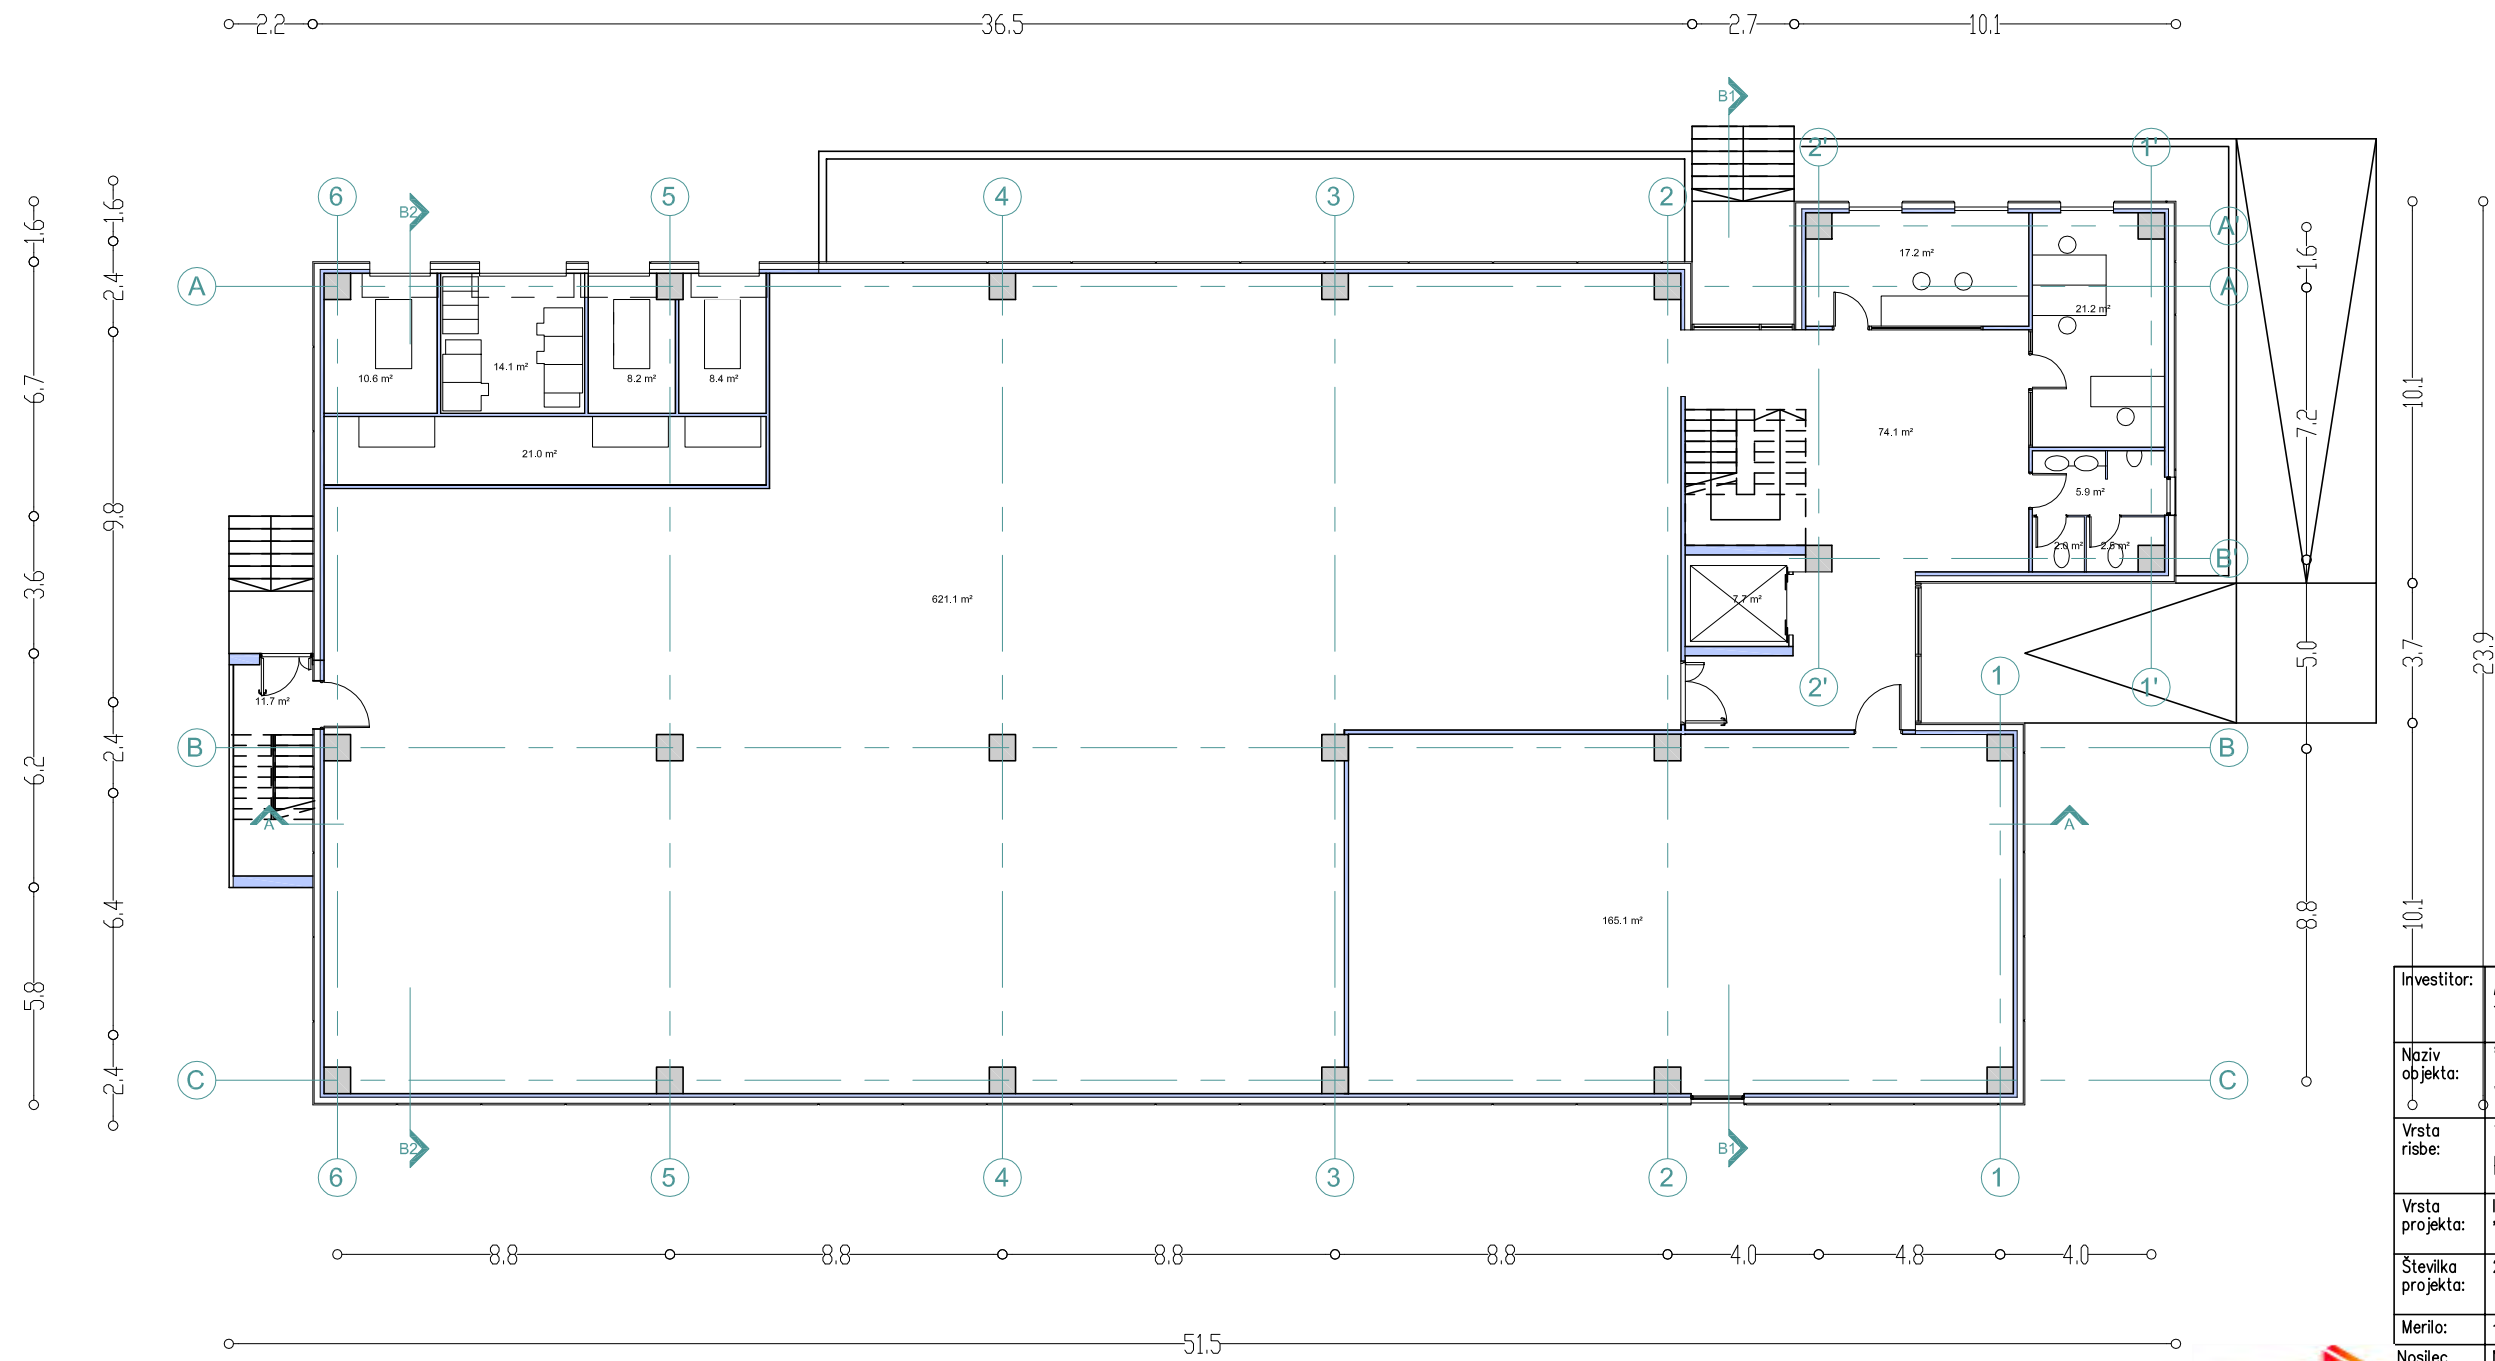 2.2 36.5 2.7 10.1
B1
2' 1'
6 5 4 3 2
B2
1.6 1.6
A'
17.2 m²
1.6
A A
2.4
21.2 m²
10.6 m² 14.1 m² 8.2 m² 8.4 m²
6.7 10.1
7.2
74.1 m²
21.0 m²
5.9 m²
9.8
2.0 m² 2.5 m²
B'
3.6
621.1 m² 7.7 m²
5.0 3.7 23.9
1
2' 1'
11.7 m²
B B
2.4
6.2
A A
6.4 165.1 m² 8.8 10.1
5.8
Investitor:
Naziv
objekta:
C C
2.4
Vrsta
risbe:
B2 B1
6 5 4 3 2 1
Vrsta
projekta:
8.8 8.8 8.8 8.8 4.0 4.8 4.0
Številka
projekta:
Merilo:
51.5
Nosilec